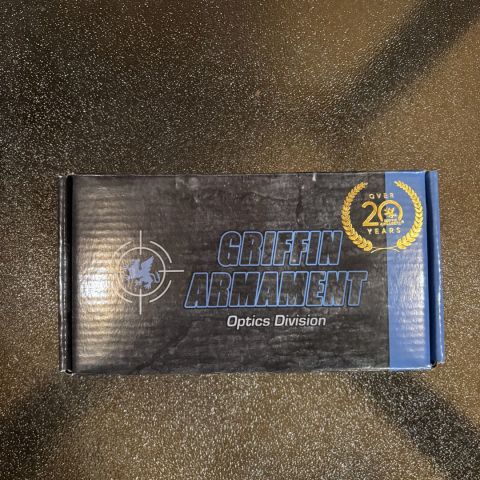 OVER
20
YEARS
GRIFFIN
ARMAMENT
Optics Division